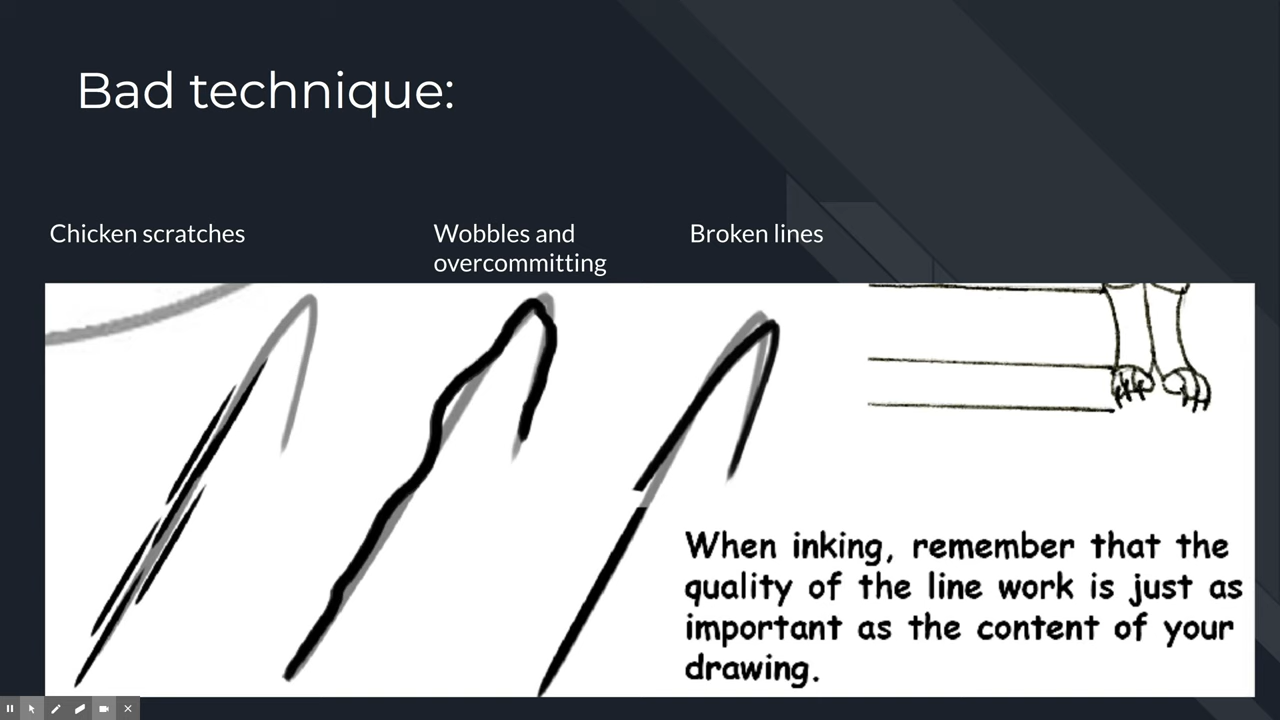 Bad technique:
Chicken scratches
Wobbles and
overcommitting
Broken lines
When inking, remember that the
quality of the line work is just as
important as the content of your
drawing.